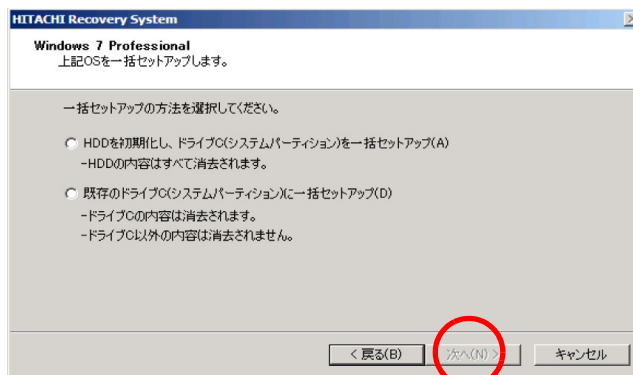 HITACHI Recovery System
Windows 7 Professional
上記OSを一括セットアップします。
一括セットアップの方法を選択してください。
HDDを初期化し、ドライブC(システムパーティション)を一括セットアップ(A)
-HDDの内容はすべて消去されます。
既存のドライブC(システムパーティション)に一括セットアップ(D)
-ドライブCの内容は消去されます。
-ドライブC以外の内容は消去されません。
< 戻る(B) 次へ(N) > キャンセル